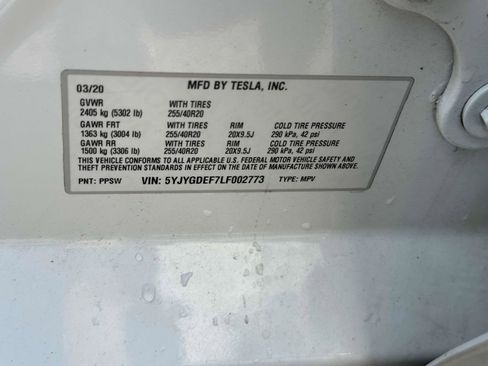 03/20 MFD BY TESLA, INC.
GVWR WITH TIRES
2405 kg (5302 lb) 255/40R20
GAWR FRT WITH TIRES RIM COLD TIRE PRESSURE
1363 kg (3004 lb) 255/40R20 20X9.5J 290 kPa, 42 psi
GAWR RR WITH TIRES RIM COLD TIRE PRESSURE
1500 kg (3306 lb) 255/40R20 20X9.5J 290 kPa, 42 psi
THIS VEHICLE CONFORMS TO ALL APPLICABLE U.S. FEDERAL MOTOR VEHICLE SAFETY AND
THEFT PREVENTION STANDARDS IN EFFECT ON THE DATE OF MANUFACTURE SHOWN ABOVE.
PNT: PPSW VIN: 5YJYGDEF7LF002773 TYPE: MPV